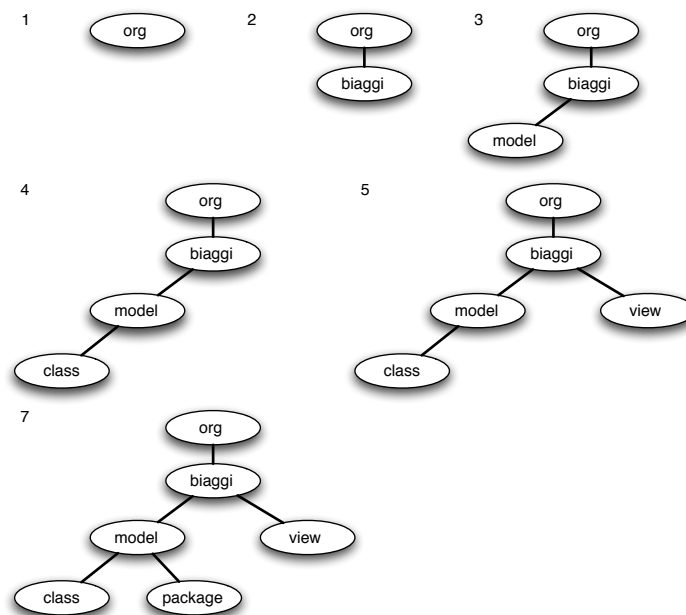 1 2 3
org org org
biaggi biaggi
model
4 5
org org
biaggi biaggi
model model view
class class
7
org
biaggi
model view
class package